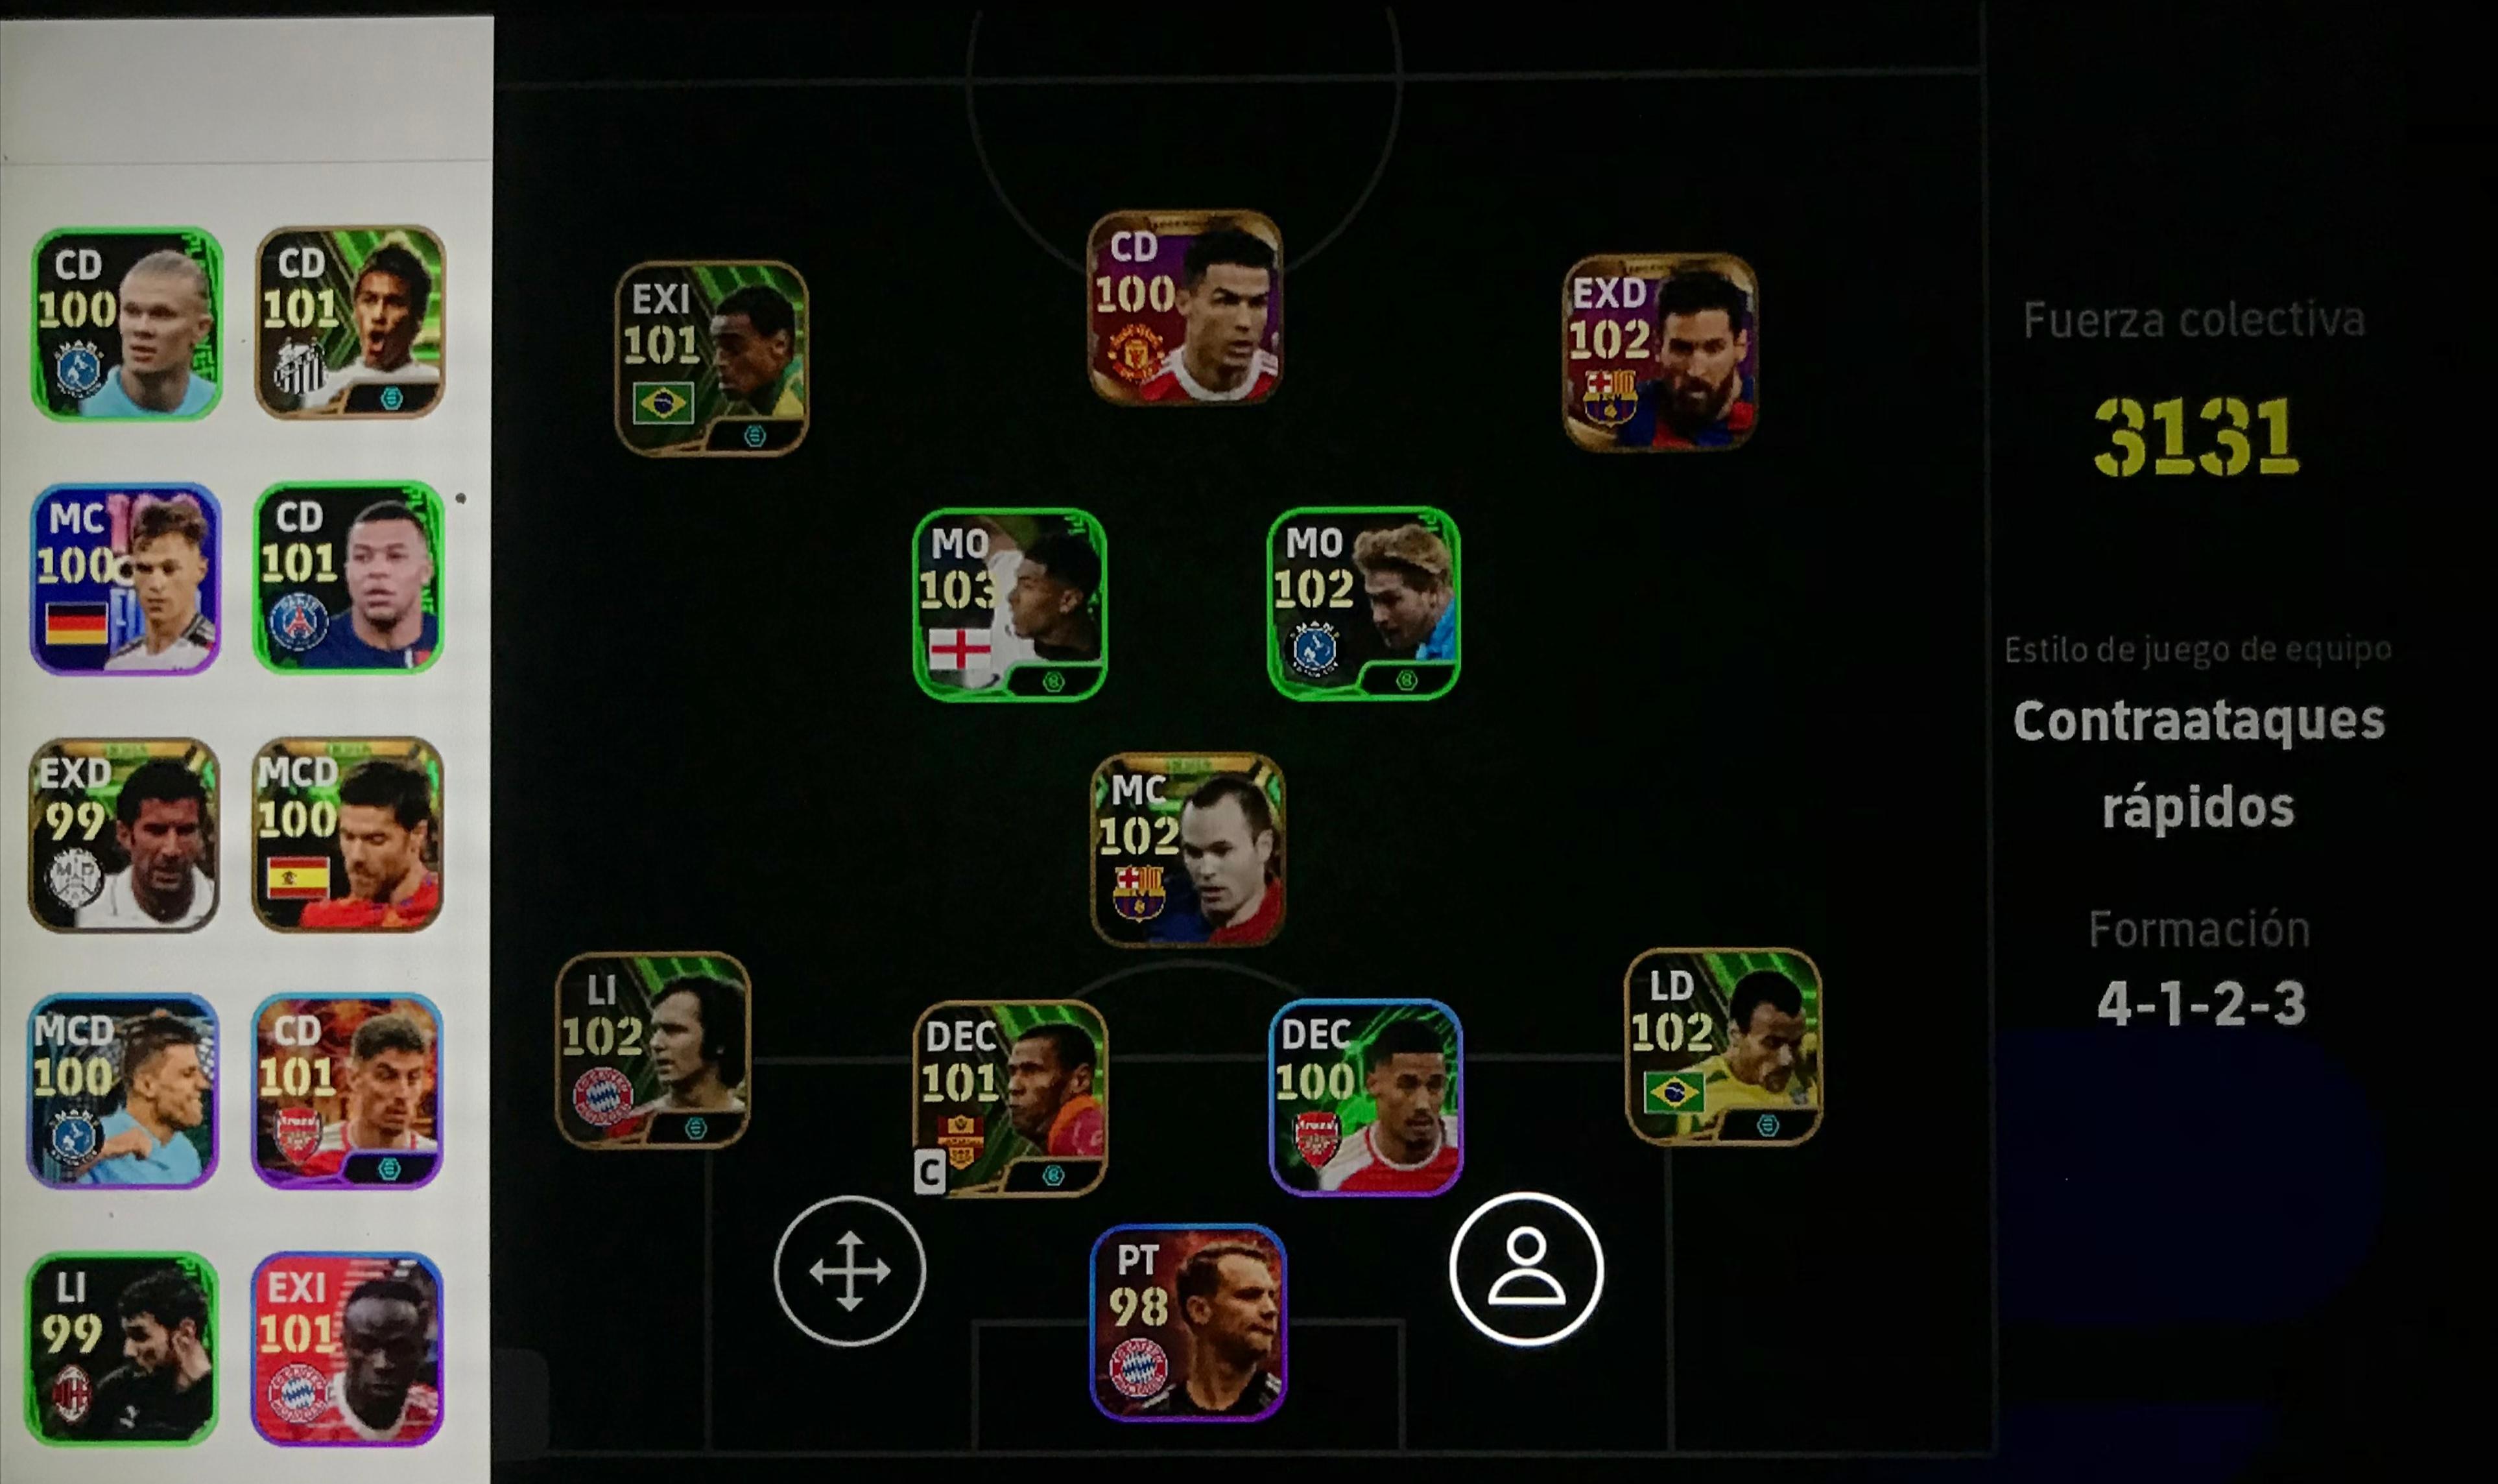 CD
100
CD
101
MC
100
CD
101
EXD
99
MCD
100
MCD
100
CD
101
LI
99
EXI
101
EXI
101
CD
100
EXD
102
MO
103
MO
102
MC
102
LI
102
DEC
101
C
DEC
100
LD
102
PT
98
Fuerza colectiva
3131
Estilo de juego de equipo
Contraataques
rápidos
Formación
4-1-2-3